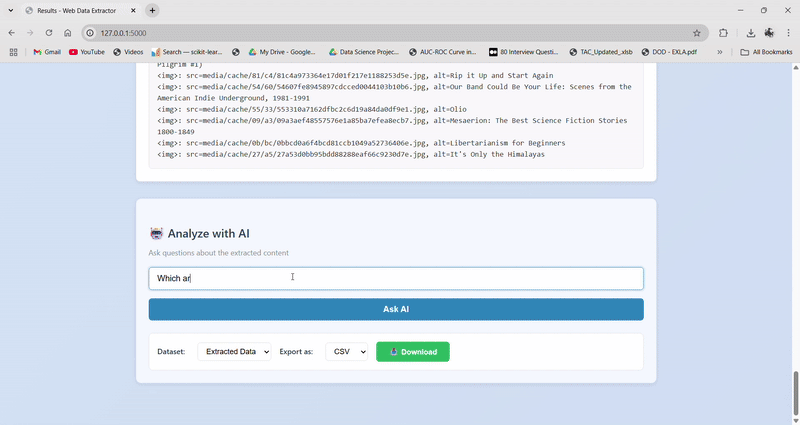 Results - Web Data Extractor
127.0.0.1:5000
Gmail YouTube Videos Search — scikit-lear... My Drive - Google... Data Science Projec... AUC-ROC Curve in... 80 Interview Questi... TAC_Updated_xlsb DOD - EXLA.pdf » All Bookmarks
Pilgrim #1)
<img>: src=media/cache/81/c4/81c4a973364e17d01f217e1188253d5e.jpg, alt=Rip it Up and Start Again
<img>: src=media/cache/54/60/54607fe8945897cdcced0044103b10b6.jpg, alt=Our Band Could Be Your Life: Scenes from the
American Indie Underground, 1981-1991
<img>: src=media/cache/55/33/553310a7162dfbc2c6d19a84da0df9e1.jpg, alt=Olio
<img>: src=media/cache/09/a3/09a3aef48557576e1a85ba7efea8ecb7.jpg, alt=Mesaerion: The Best Science Fiction Stories
1800-1849
<img>: src=media/cache/0b/bc/0bbcd0a6f4bcd81ccb1049a52736406e.jpg, alt=Libertarianism for Beginners
<img>: src=media/cache/27/a5/27a53d0bb95bdd88288eaf66c9230d7e.jpg, alt=It's Only the Himalayas
Analyze with AI
Ask questions about the extracted content
Which ar
Ask AI
Dataset: Extracted Data Export as: CSV Download